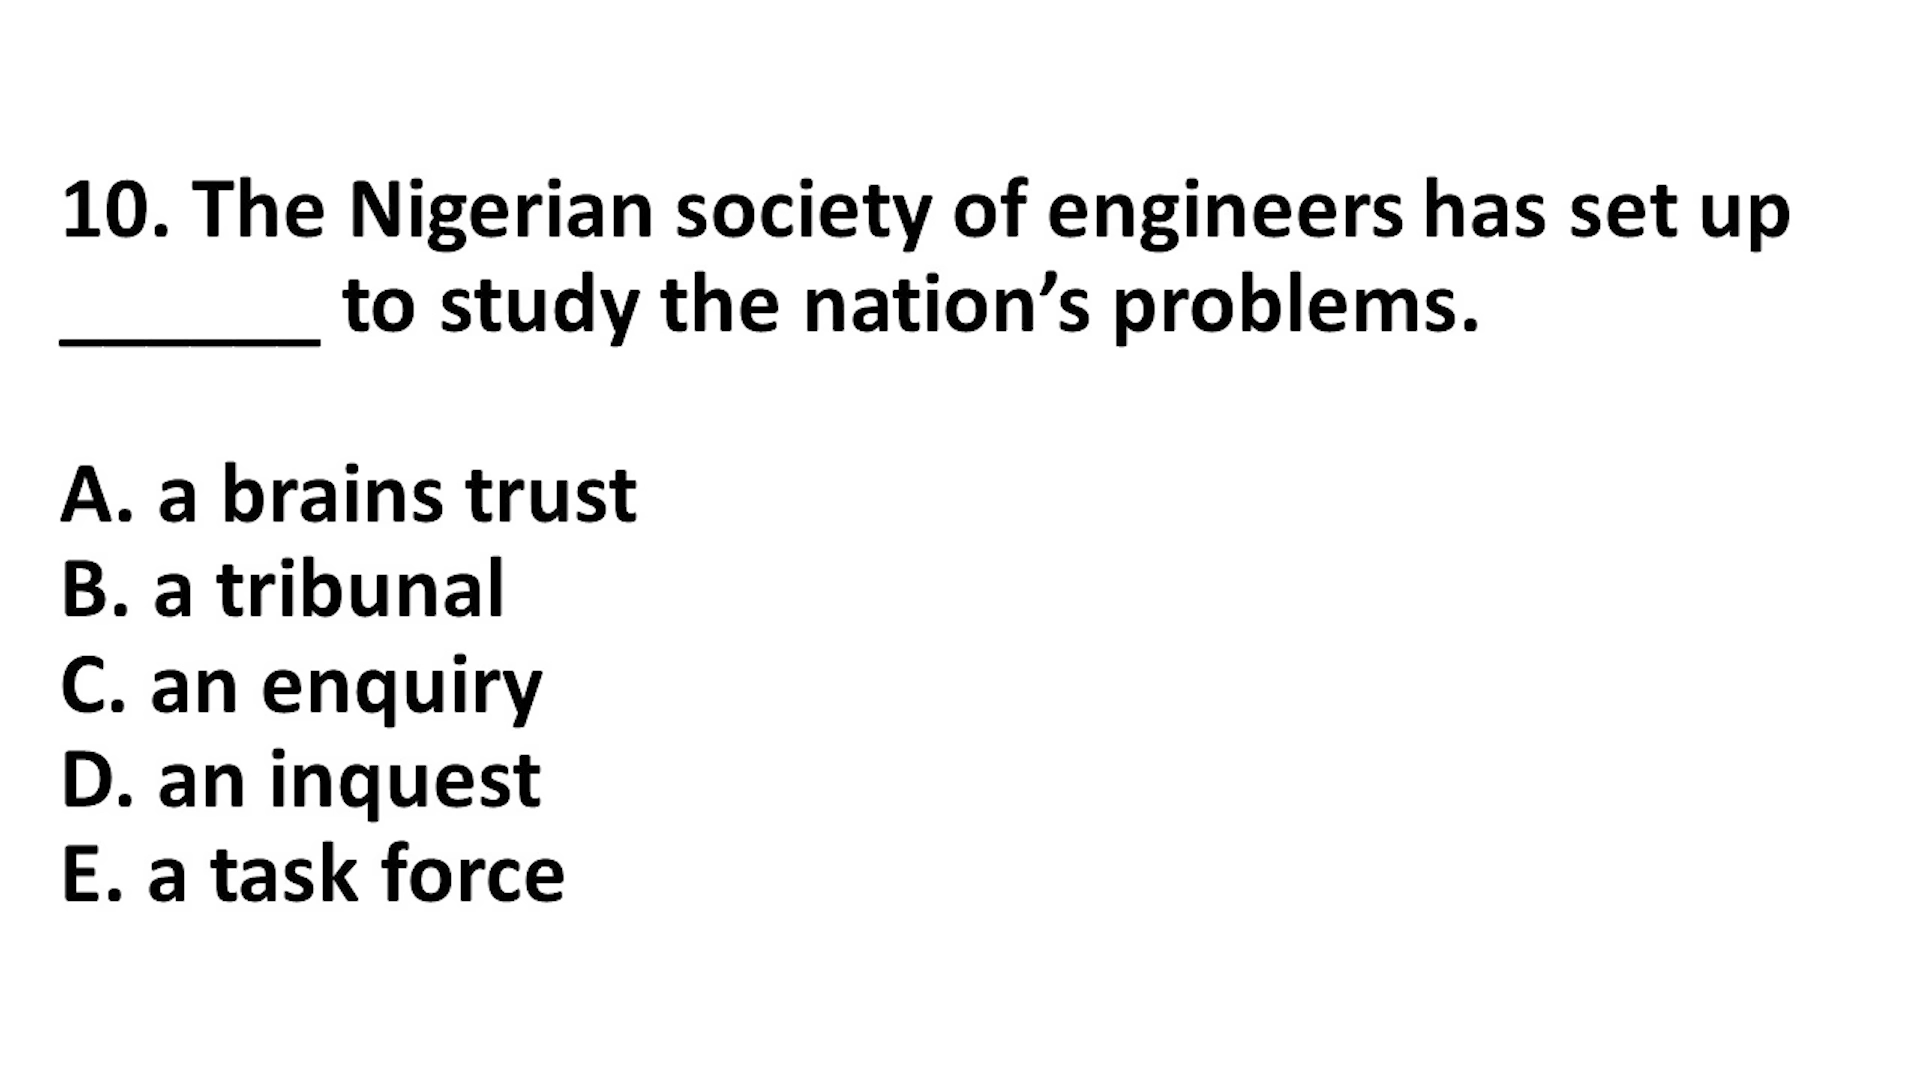 10. The Nigerian society of engineers has set up
______ to study the nation’s problems.
A. a brains trust
B. a tribunal
C. an enquiry
D. an inquest
E. a task force